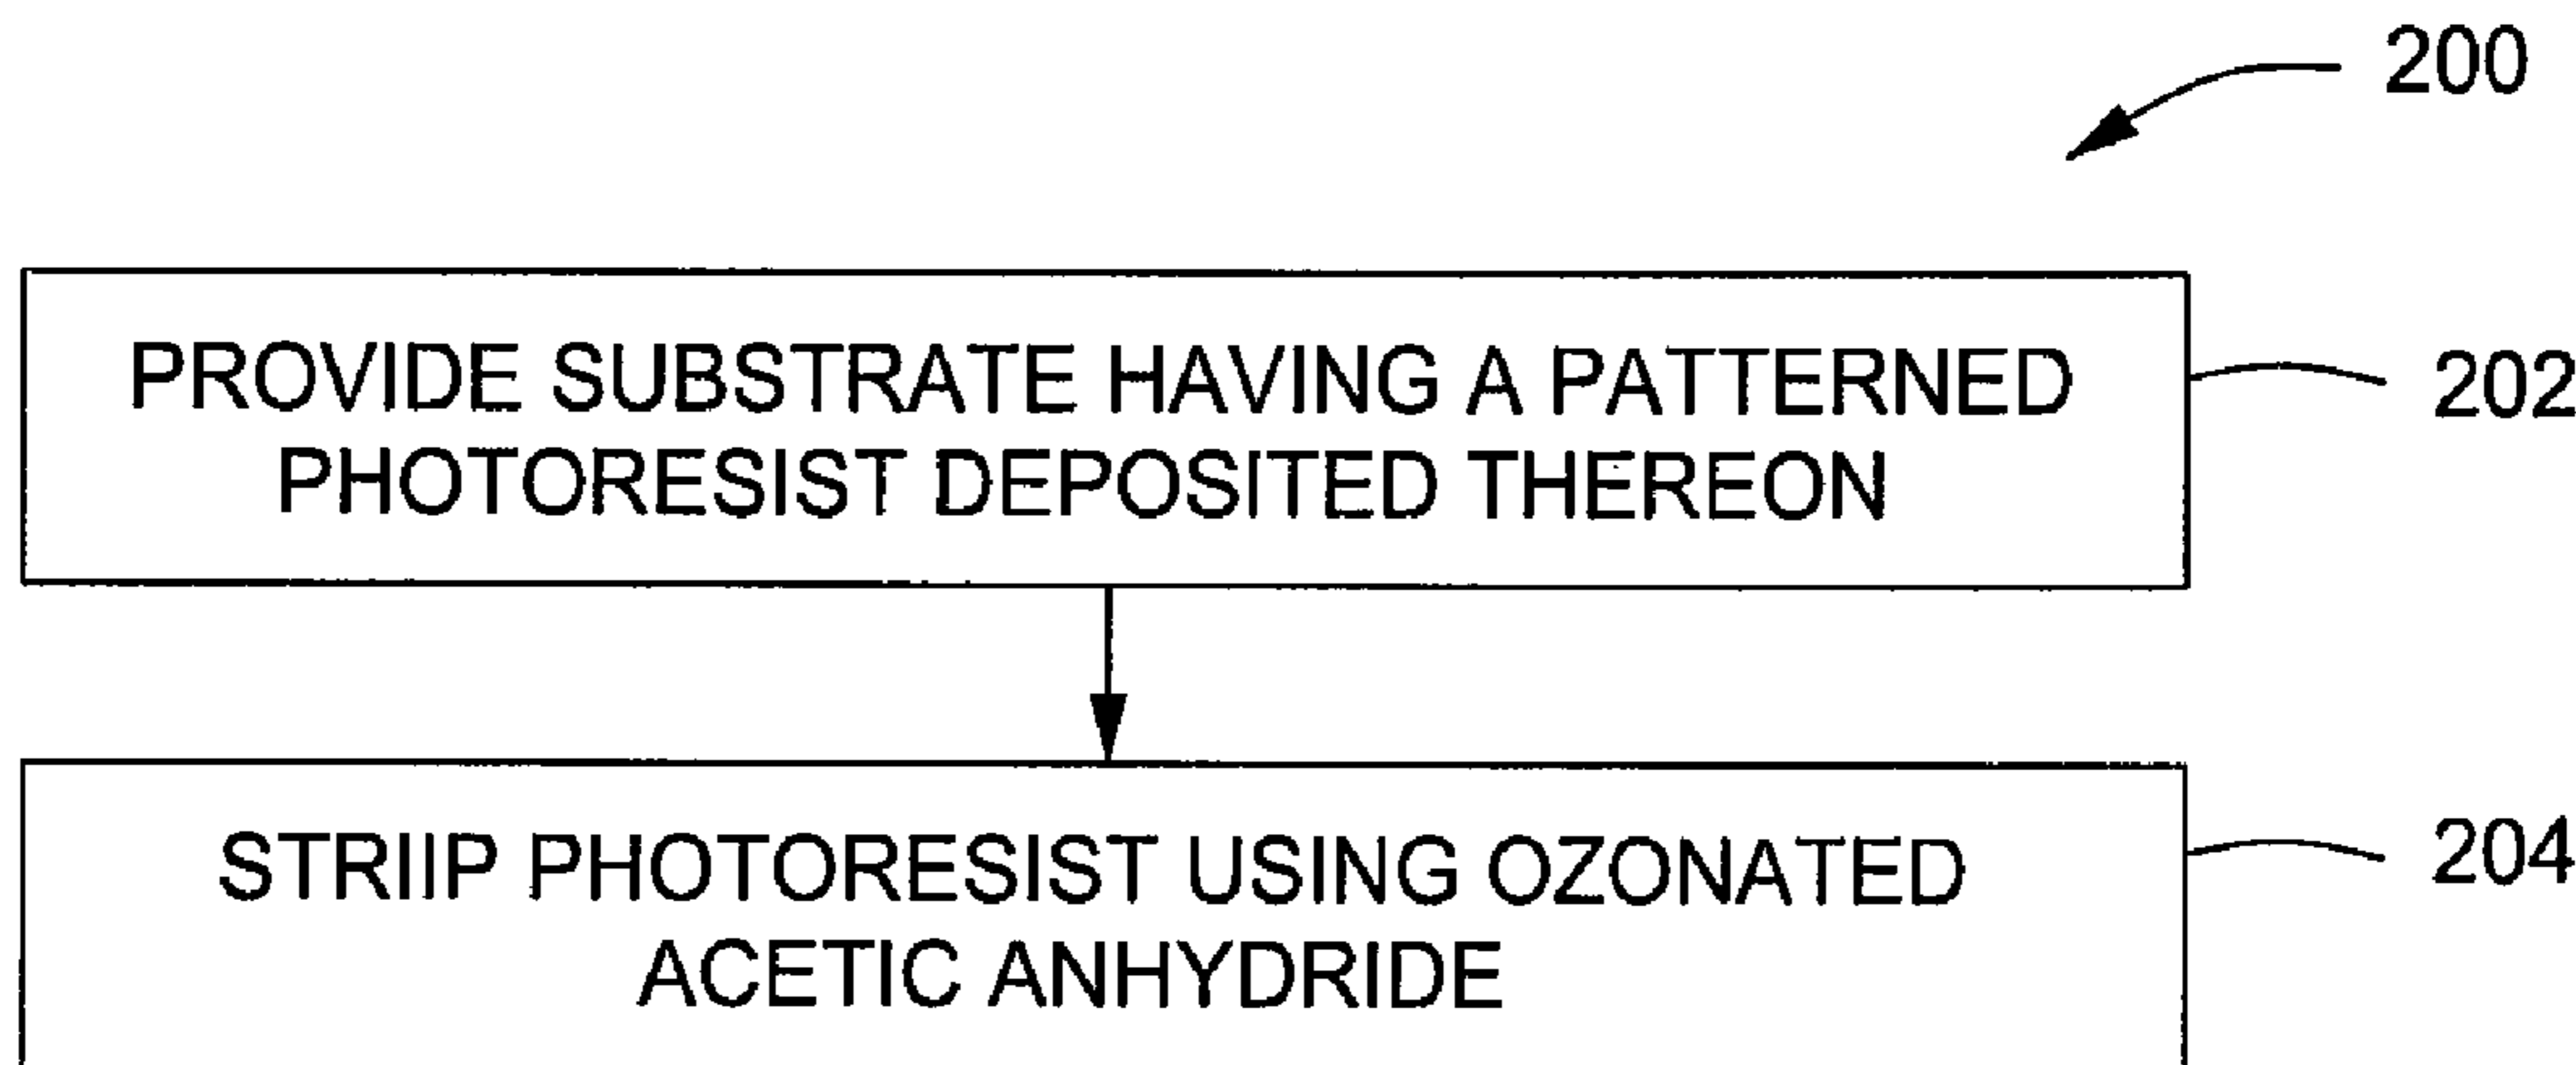 200
PROVIDE SUBSTRATE HAVING A PATTERNED
PHOTORESIST DEPOSITED THEREON
202
STRIIP PHOTORESIST USING OZONATED
ACETIC ANHYDRIDE
204